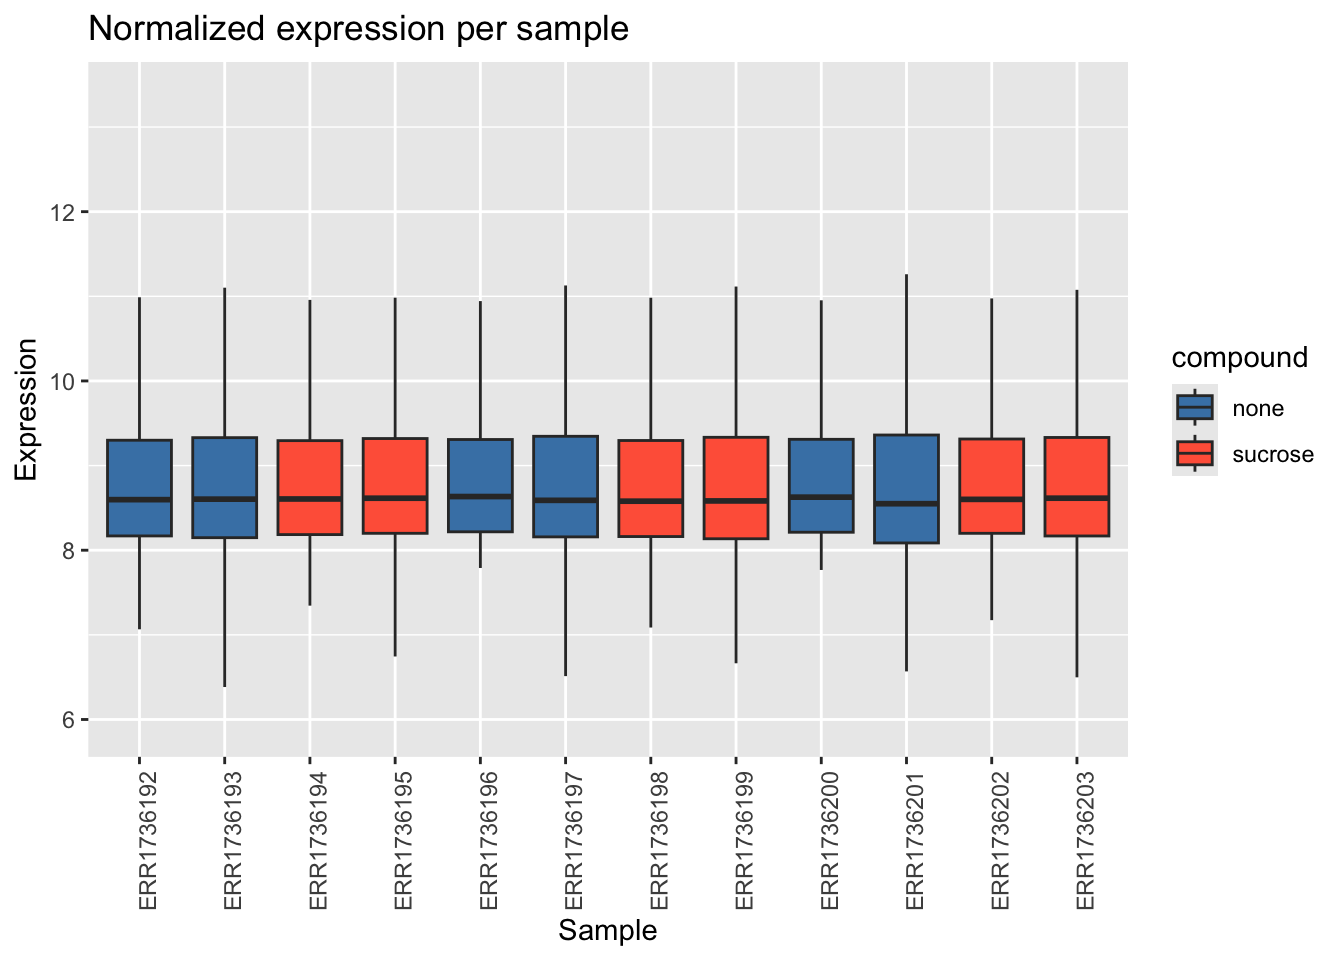 Normalized expression per sample
12
10
8
6
Expression
ERR1736192
ERR1736193
ERR1736194
ERR1736195
ERR1736196
ERR1736197
ERR1736198
ERR1736199
ERR1736200
ERR1736201
ERR1736202
ERR1736203
Sample
compound
none
sucrose